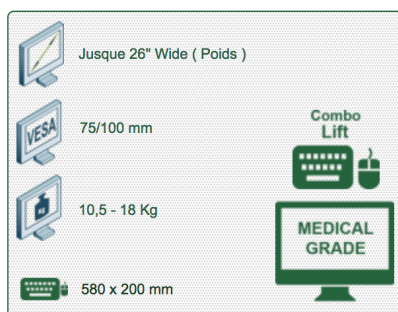 Jusque 26" Wide ( Poids )
VESA
75/100 mm
Combo
Lift
KG
10,5 - 18 Kg
MEDICAL
GRADE
580 x 200 mm